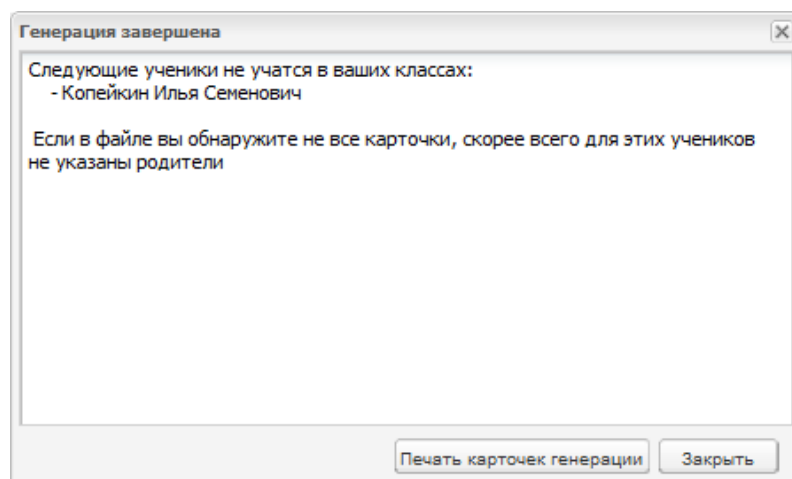 Генерация завершена
Следующие ученики не учатся в ваших классах:
- Копейкин Илья Семенович
Если в файле вы обнаружите не все карточки, скорее всего для этих учеников
не указаны родители
Печать карточек генерации
Закрыть